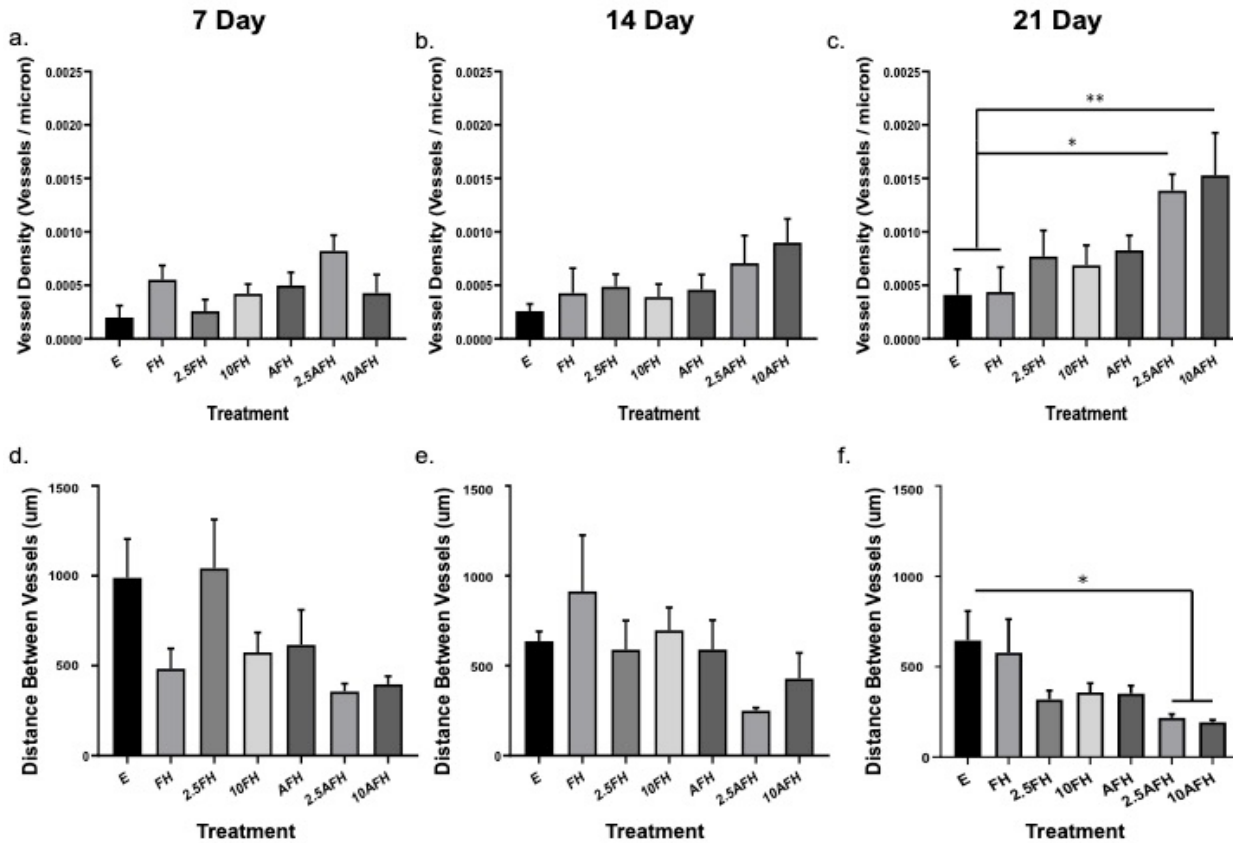 7 Day
14 Day
21 Day
a.
Vessel Density (Vessels / micron)
0.0025
0.0020
0.0015
0.0010
0.0005
0.0000
E
FH
2.5FH
10FH
AFH
2.5AFH
10AFH
Treatment
b.
Vessel Density (Vessels / micron)
0.0025
0.0020
0.0015
0.0010
0.0005
0.0000
E
FH
2.5FH
10FH
AFH
2.5AFH
10AFH
Treatment
c.
Vessel Density (Vessels / micron)
0.0025
0.0020
0.0015
0.0010
0.0005
0.0000
**
*
E
FH
2.5FH
10FH
AFH
2.5AFH
10AFH
Treatment
d.
Distance Between Vessels (um)
1500
1000
500
0
E
FH
2.5FH
10FH
AFH
2.5AFH
10AFH
Treatment
e.
Distance Between Vessels (um)
1500
1000
500
0
E
FH
2.5FH
10FH
AFH
2.5AFH
10AFH
Treatment
f.
Distance Between Vessels (um)
1500
1000
500
0
*
E
FH
2.5FH
10FH
AFH
2.5AFH
10AFH
Treatment